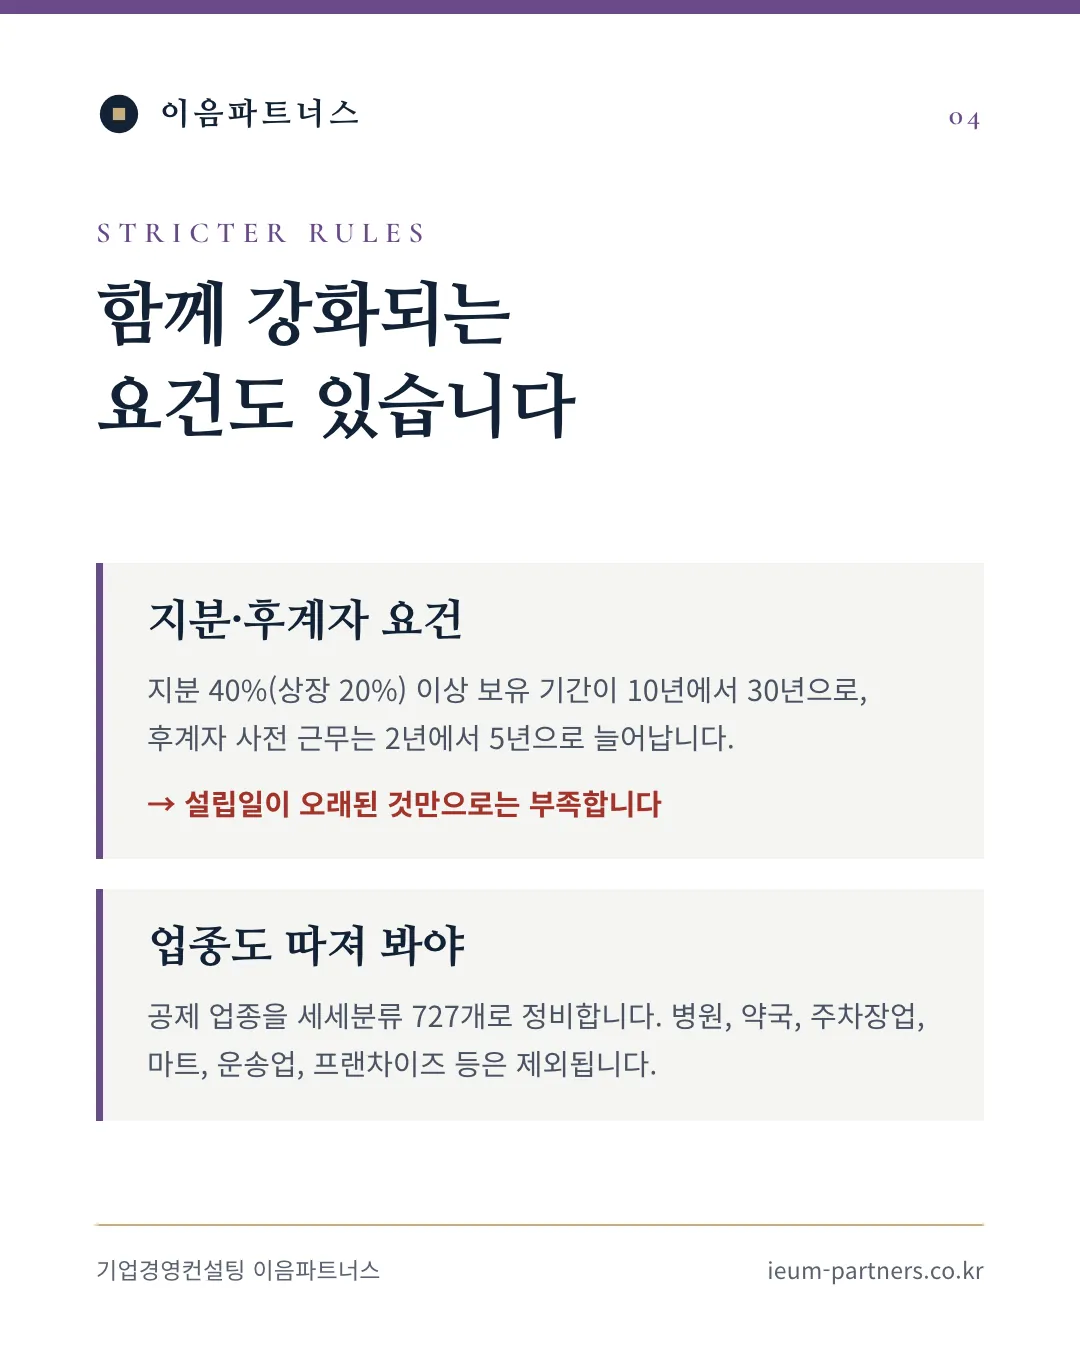 이음파트너스
04
STRICTER RULES
함께 강화되는
요건도 있습니다
지분·후계자 요건
지분 40%(상장 20%) 이상 보유 기간이 10년에서 30년으로,
후계자 사전 근무는 2년에서 5년으로 늘어납니다.
→ 설립일이 오래된 것만으로는 부족합니다
업종도 따져 봐야
공제 업종을 세세분류 727개로 정비합니다. 병원, 약국, 주차장업,
마트, 운송업, 프랜차이즈 등은 제외됩니다.
기업경영컨설팅 이음파트너스
ieum-partners.co.kr